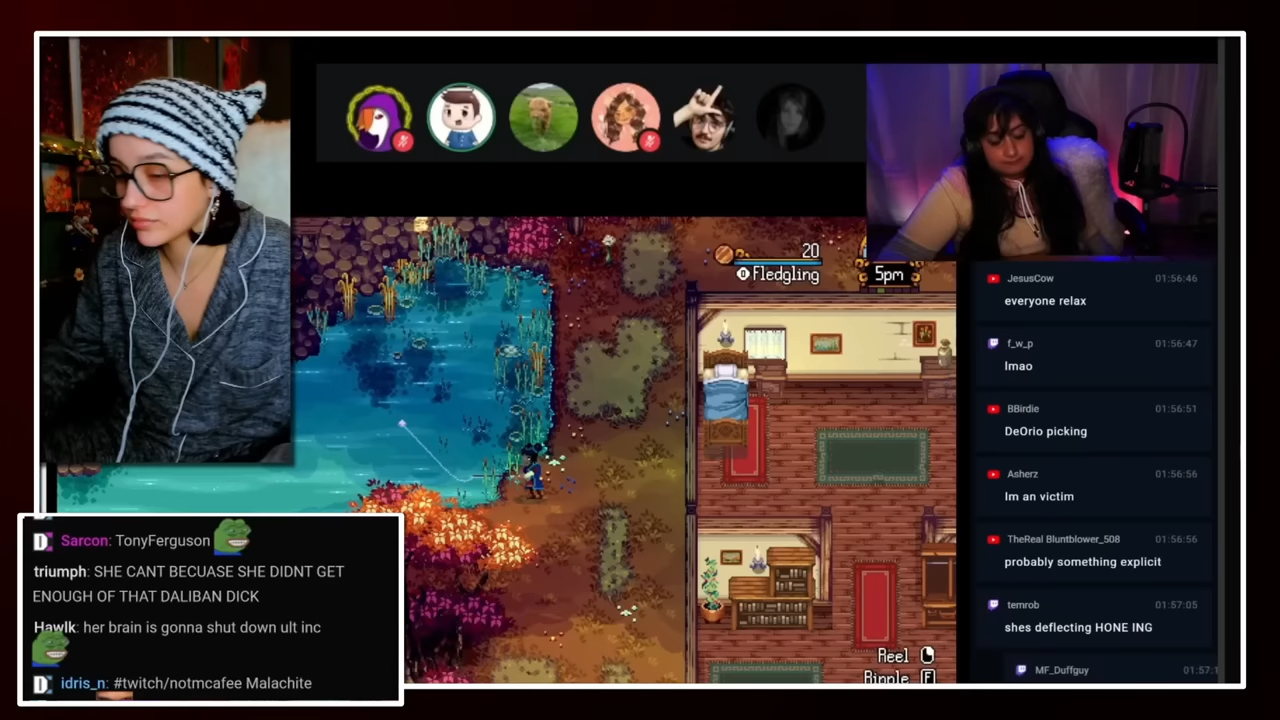 20
Fledgling
5pm
JesusCow 01:56:46
everyone relax
f_w_p 01:56:47
lmao
BBirdie 01:56:51
DeOrio picking
Asherz 01:56:56
Im an victim
TheReal Bluntblower_508 01:56:56
probably something explicit
temrob 01:57:05
shes deflecting HONE ING
MF_Duffguy 01:57:1
Reel
Ripple [F]
Sarcon: TonyFerguson
triumph: SHE CANT BECUASE SHE DIDNT GET
ENOUGH OF THAT DALIBAN DICK
Hawlk: her brain is gonna shut down ult inc
idris_n: #twitch/notmcafee Malachite